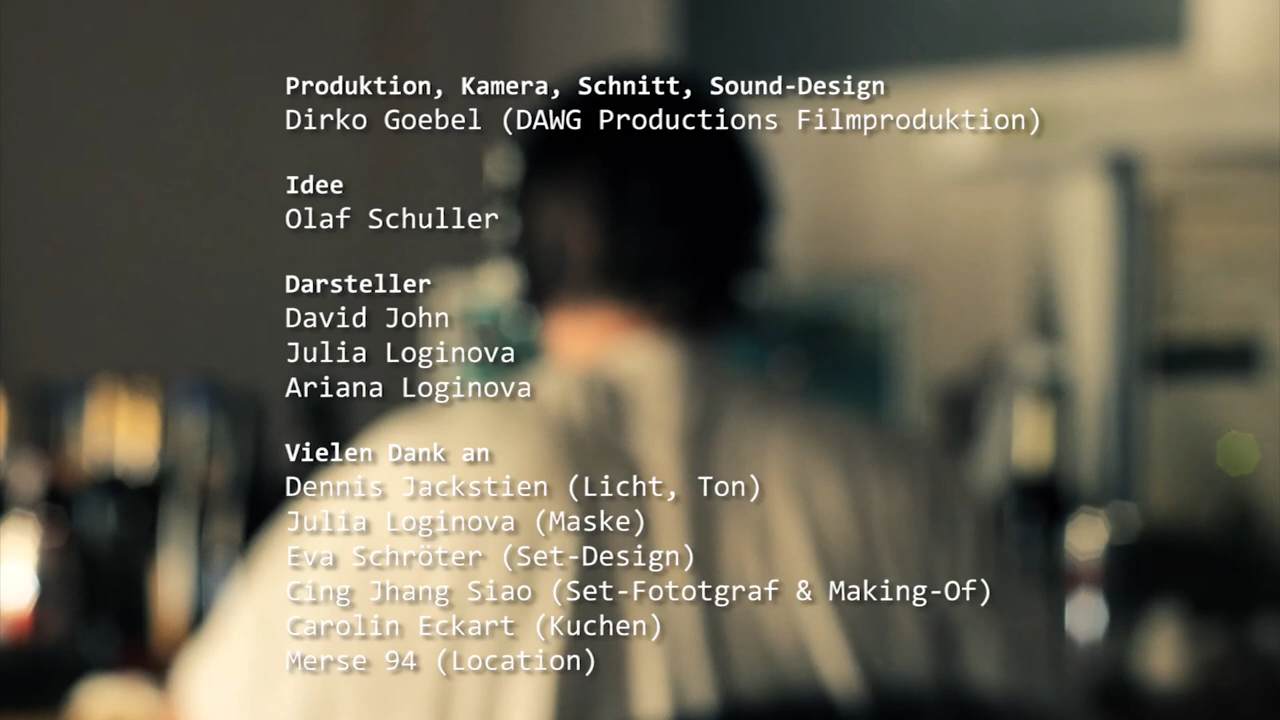 Produktion, Kamera, Schnitt, Sound-Design
Dirko Goebel (DAWG Productions Filmproduktion)
Idee
Olaf Schuller
Darsteller
David John
Julia Loginova
Ariana Loginova
Vielen Dank an
Dennis Jackstien (Licht, Ton)
Julia Loginova (Maske)
Eva Schröter (Set-Design)
Cing Jhang Siao (Set-Fototgraf & Making-Of)
Carolin Eckart (Kuchen)
Merse 94 (Location)